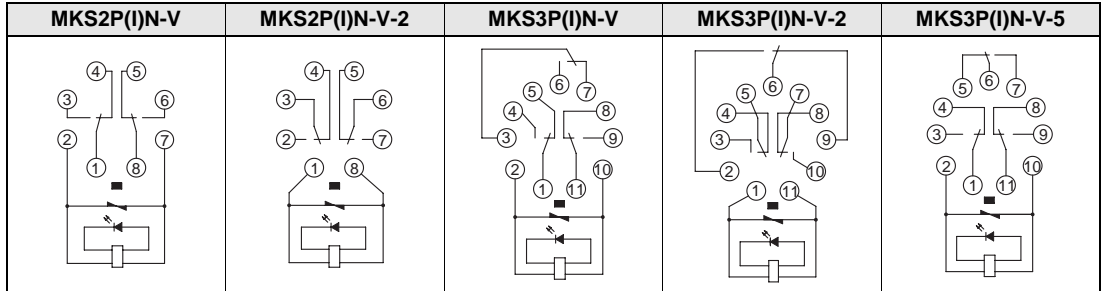 MKS2P(I)N-V MKS2P(I)N-V-2 MKS3P(I)N-V MKS3P(I)N-V-2 MKS3P(I)N-V-5
4 5 3 6 2 7 1 8
4 5 3 6 2 7 1 8
6 7 5 4 8 3 9 2 10 1 11
6 5 7 4 8 3 9 2 10 1 11
6 5 7 4 8 3 9 2 10 1 11